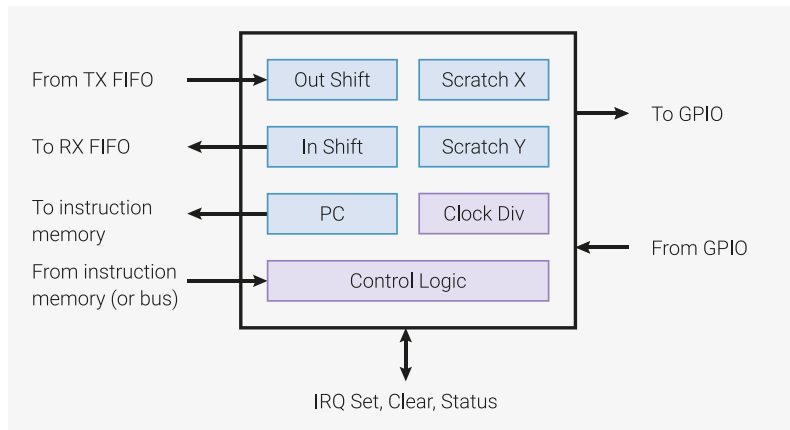 From TX FIFO
Out Shift
Scratch X
To GPIO
To RX FIFO
In Shift
Scratch Y
To instruction
memory
PC
Clock Div
From GPIO
From instruction
memory (or bus)
Control Logic
IRQ Set, Clear, Status